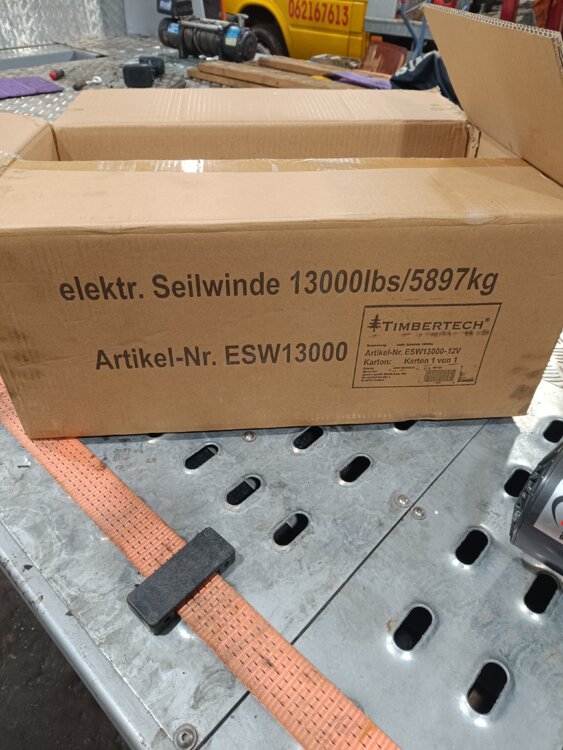 062167613
elektr. Seilwinde 13000lbs/5897kg
Artikel-Nr. ESW13000
TIMBERTECH®
Artikel-Nr. ESW13000-12V
Karton: Karton 1 von 1